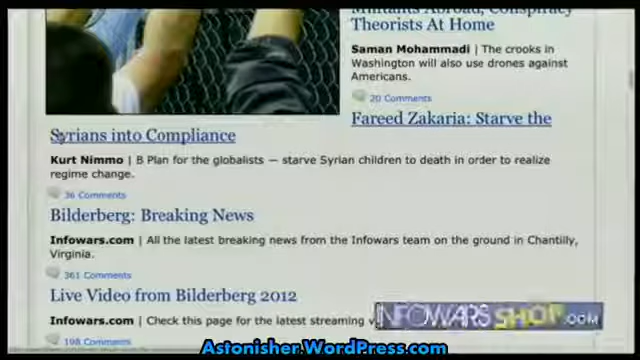 Militants Abroad, Conspiracy
Theorists At Home
Saman Mohammadi | The crooks in
Washington will also use drones against
Americans.
20 Comments
Fareed Zakaria: Starve the
Syrians into Compliance
Kurt Nimmo | B Plan for the globalists — starve Syrian children to death in order to realize
regime change.
36 Comments
Bilderberg: Breaking News
Infowars.com | All the latest breaking news from the Infowars team on the ground in Chantilly,
Virginia.
361 Comments
Live Video from Bilderberg 2012
Infowars.com | Check this page for the latest streaming
198 Comments
INFOWARS SHOP.COM
Astonisher.WordPress.com